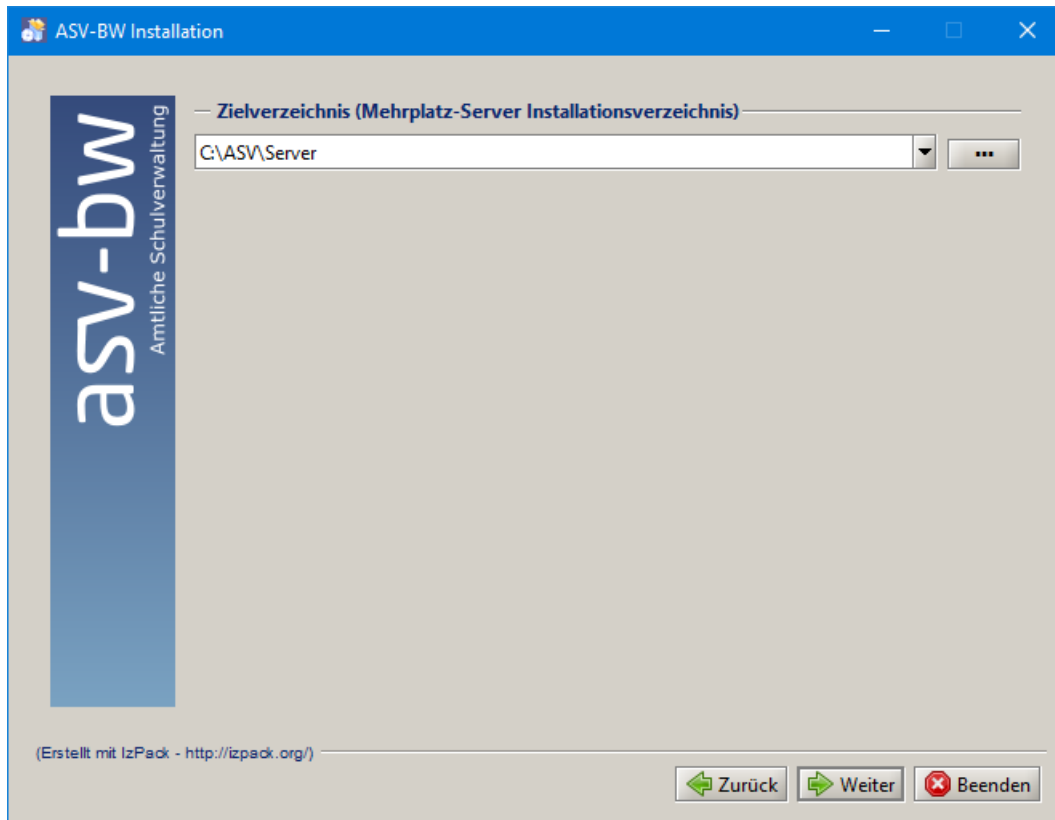 ASV-BW Installation
asv-bw
Amtliche Schulverwaltung
Zielverzeichnis (Mehrplatz-Server Installationsverzeichnis)
C:\ASV\Server
...
(Erstellt mit IzPack - http://izpack.org/)
Zurück
Weiter
Beenden